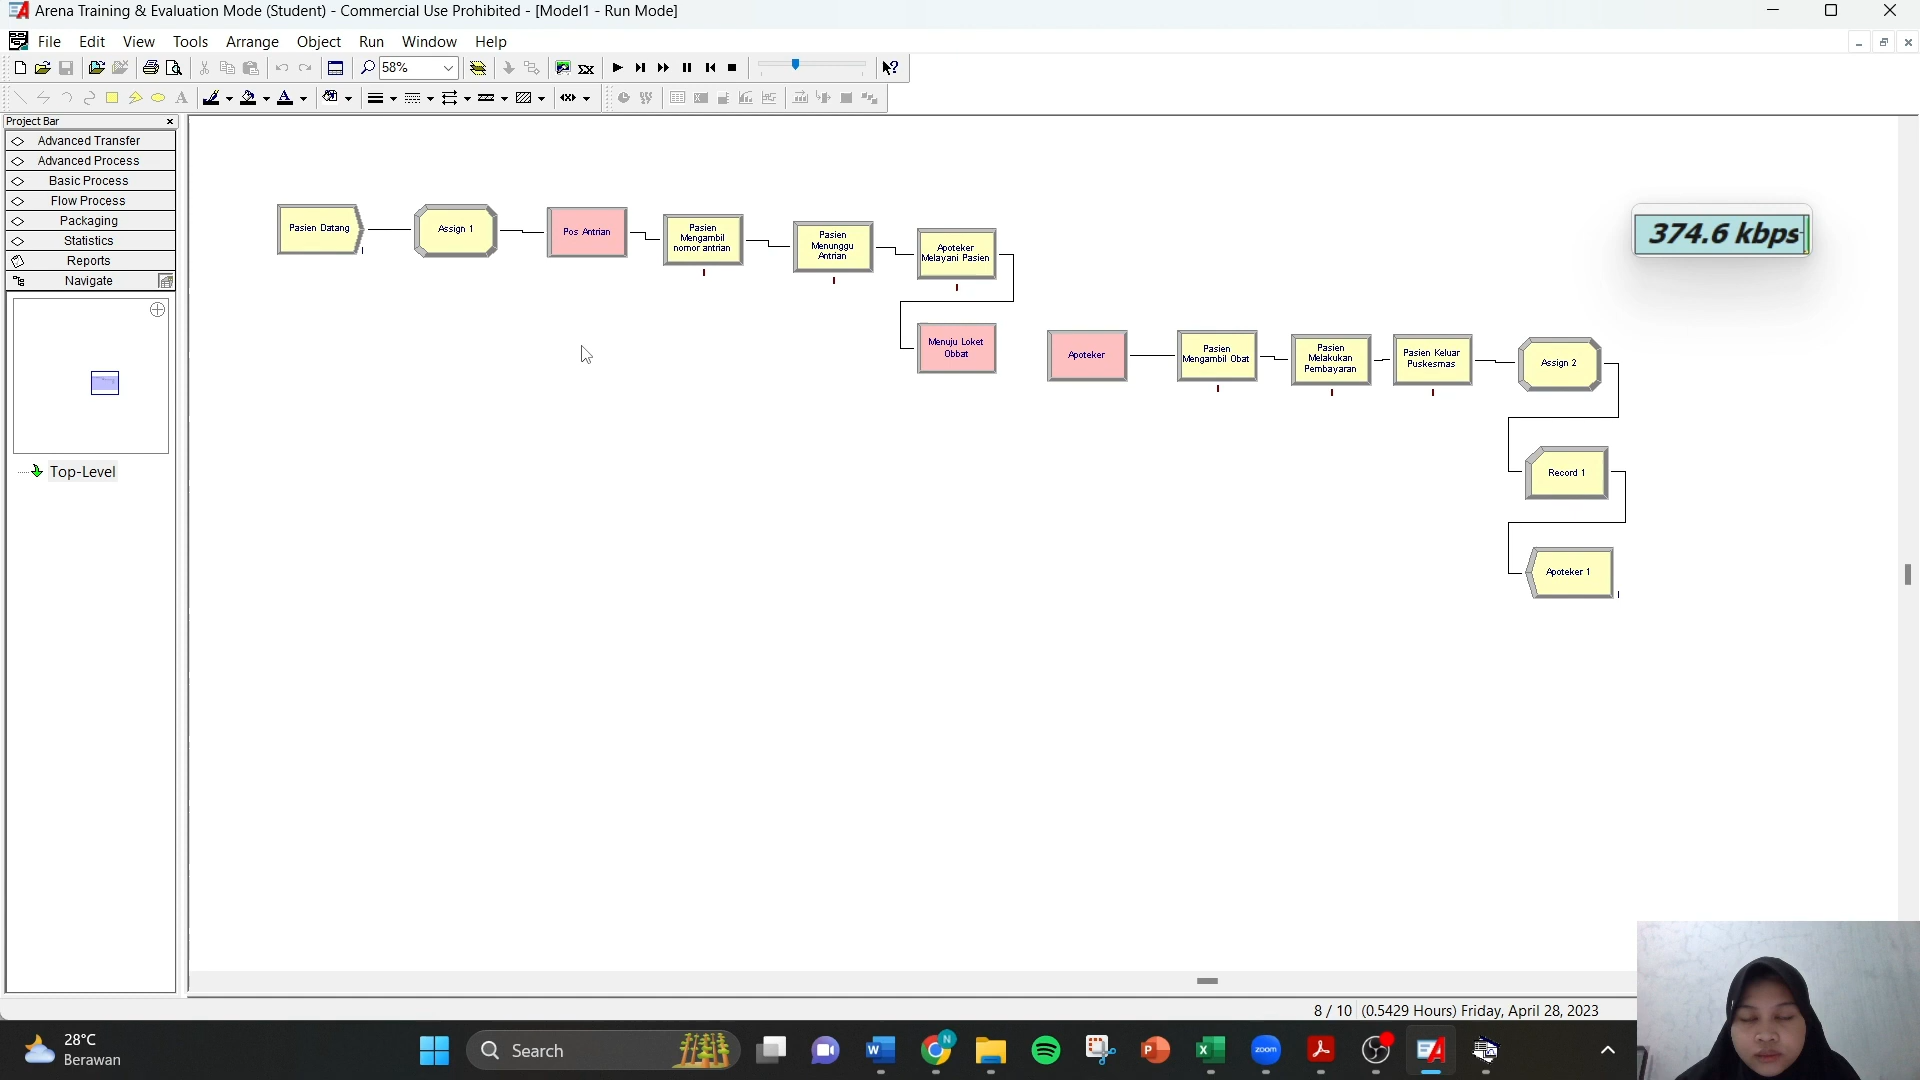 Arena Training & Evaluation Mode (Student) - Commercial Use Prohibited - [Model1 - Run Mode]
File Edit View Tools Arrange Object Run Window Help
58%
Project Bar
Advanced Transfer
Advanced Process
Basic Process
Flow Process
Packaging
Statistics
Reports
Navigate
Top-Level
Pasien Datang
Assign 1
Pos Antrian
Pasien
Mengambil
nomor antrian
Pasien
Menunggu
Antrian
Apoteker
Melayani Pasien
Menuju Loket
Obbat
Apoteker
Pasien
Mengambil Obat
Pasien
Melakukan
Pembayaran
Pasien Keluar
Puskesmas
Assign 2
Record 1
Apoteker 1
374.6 kbps
8 / 10 (0.5429 Hours) Friday, April 28, 2023
28°C
Berawan
Search
zoom